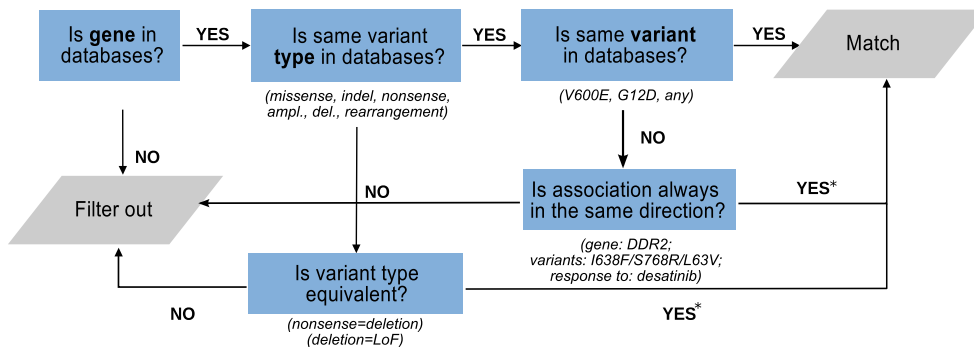 Is gene in
databases?
YES
Is same variant
type in databases?
YES
Is same variant
in databases?
YES
Match
(missense, indel, nonsense,
ampl., del., rearrangement)
(V600E, G12D, any)
NO
NO
Filter out
NO
Is association always
in the same direction?
YES*
(gene: DDR2;
variants: I638F/S768R/L63V;
response to: desatinib)
Is variant type
equivalent?
NO
YES*
(nonsense=deletion)
(deletion=LoF)